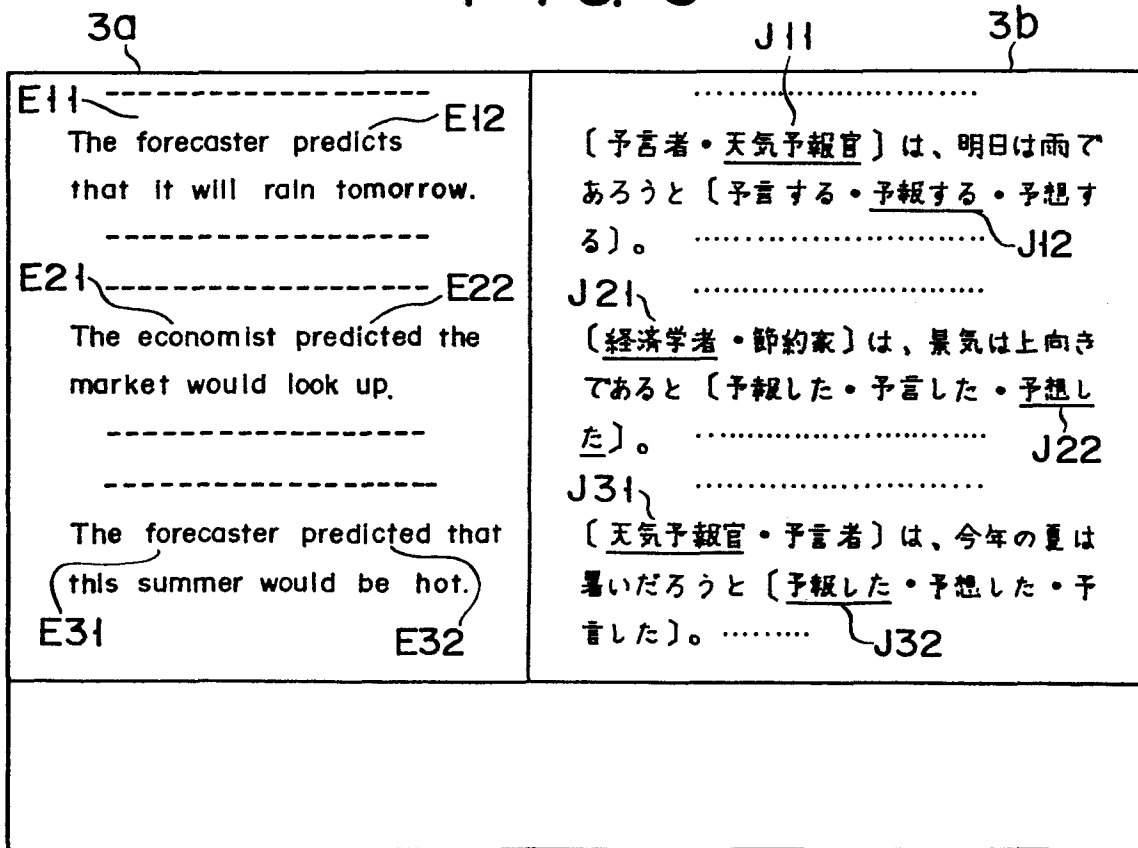 3a
3b
J11
E11
E12
The forecaster predicts
that it will rain tomorrow.
E21
E22
The economist predicted the
market would look up.
The forecaster predicted that
this summer would be hot.
E31
E32
〔予言者・天気予報官〕は、明日は雨で
あろうと〔予言する・予報する・予想す
る〕。
J12
J21
〔経済学者・節約家〕は、景気は上向き
であると〔予報した・予言した・予想し
た〕。
J22
J31
〔天気予報官・予言者〕は、今年の夏は
暑いだろうと〔予報した・予想した・予
言した〕。
J32